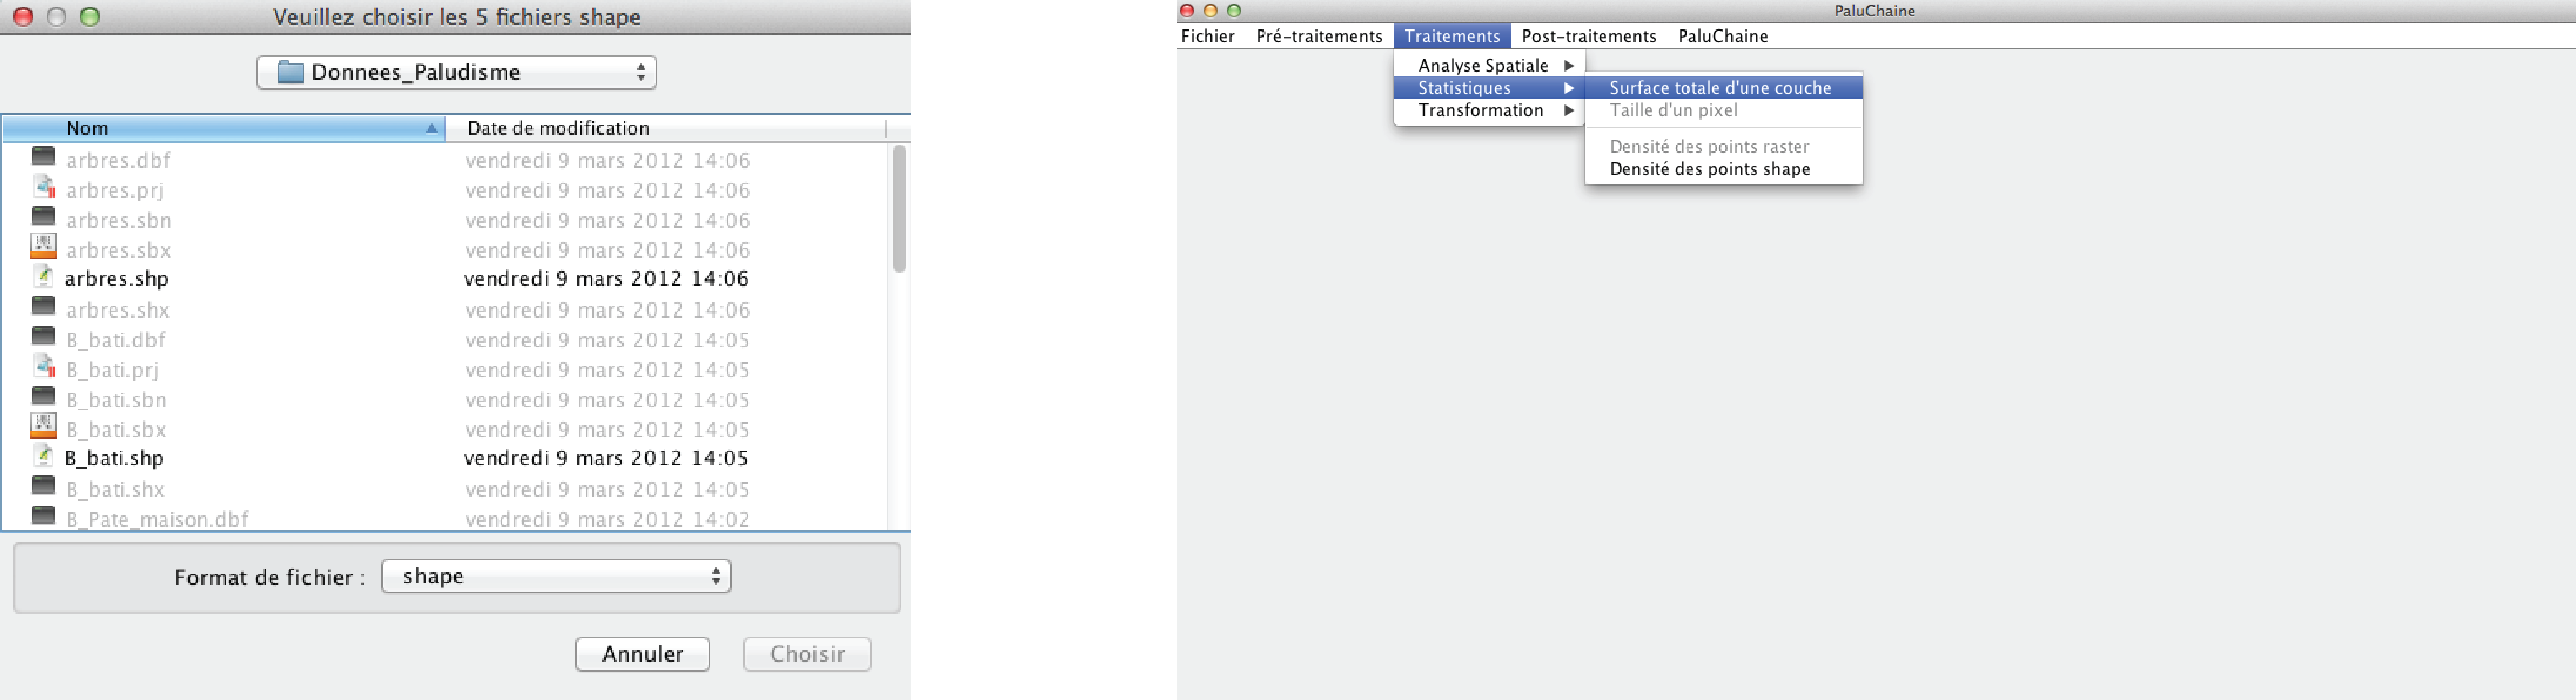 Veuillez choisir les 5 fichiers shape
Donnees_Paludisme
Nom Date de modification
arbres.dbf vendredi 9 mars 2012 14:06
arbres.prj vendredi 9 mars 2012 14:06
arbres.sbn vendredi 9 mars 2012 14:06
arbres.sbx vendredi 9 mars 2012 14:06
arbres.shp vendredi 9 mars 2012 14:06
arbres.shx vendredi 9 mars 2012 14:06
B_bati.dbf vendredi 9 mars 2012 14:05
B_bati.prj vendredi 9 mars 2012 14:05
B_bati.sbn vendredi 9 mars 2012 14:05
B_bati.sbx vendredi 9 mars 2012 14:05
B_bati.shp vendredi 9 mars 2012 14:05
B_bati.shx vendredi 9 mars 2012 14:05
B_Pate_maison.dbf vendredi 9 mars 2012 14:02
Format de fichier : shape
Annuler Choisir
PaluChaine
Fichier Pré-traitements Traitements Post-traitements PaluChaine
Analyse Spatiale
Statistiques
Transformation
Surface totale d'une couche
Taille d'un pixel
Densité des points raster
Densité des points shape